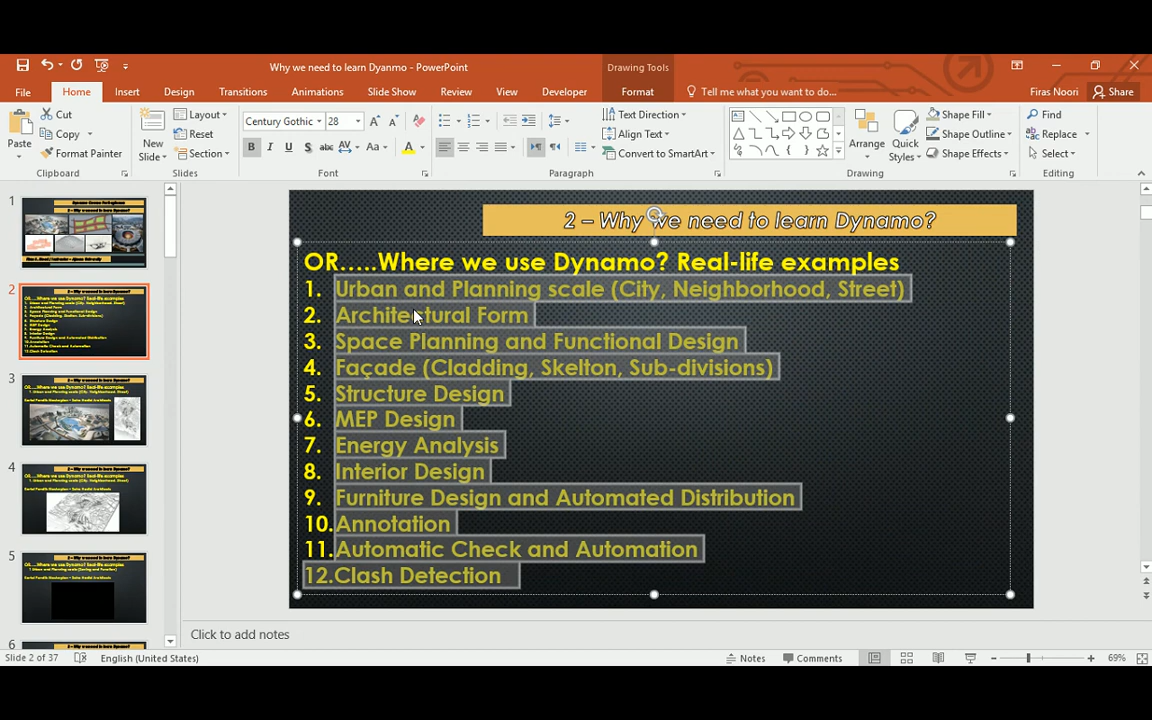 Why we need to learn Dyanmo - PowerPoint
Drawing Tools
File
Home
Insert
Design
Transitions
Animations
Slide Show
Review
View
Developer
Format
Tell me what you want to do...
Firas Noori
Share
Paste
Cut
Copy
Format Painter
Clipboard
New Slide
Layout
Reset
Section
Slides
Century Gothic
28
Font
Text Direction
Align Text
Convert to SmartArt
Paragraph
Arrange
Quick Styles
Shape Fill
Shape Outline
Shape Effects
Drawing
Find
Replace
Select
Editing
1
2
3
4
5
6
2 – Why we need to learn Dynamo?
OR.....Where we use Dynamo? Real-life examples
1. Urban and Planning scale (City, Neighborhood, Street)
2. Architectural Form
3. Space Planning and Functional Design
4. Façade (Cladding, Skelton, Sub-divisions)
5. Structure Design
6. MEP Design
7. Energy Analysis
8. Interior Design
9. Furniture Design and Automated Distribution
10. Annotation
11. Automatic Check and Automation
12.Clash Detection
Click to add notes
Slide 2 of 37
English (United States)
Notes
Comments
69%